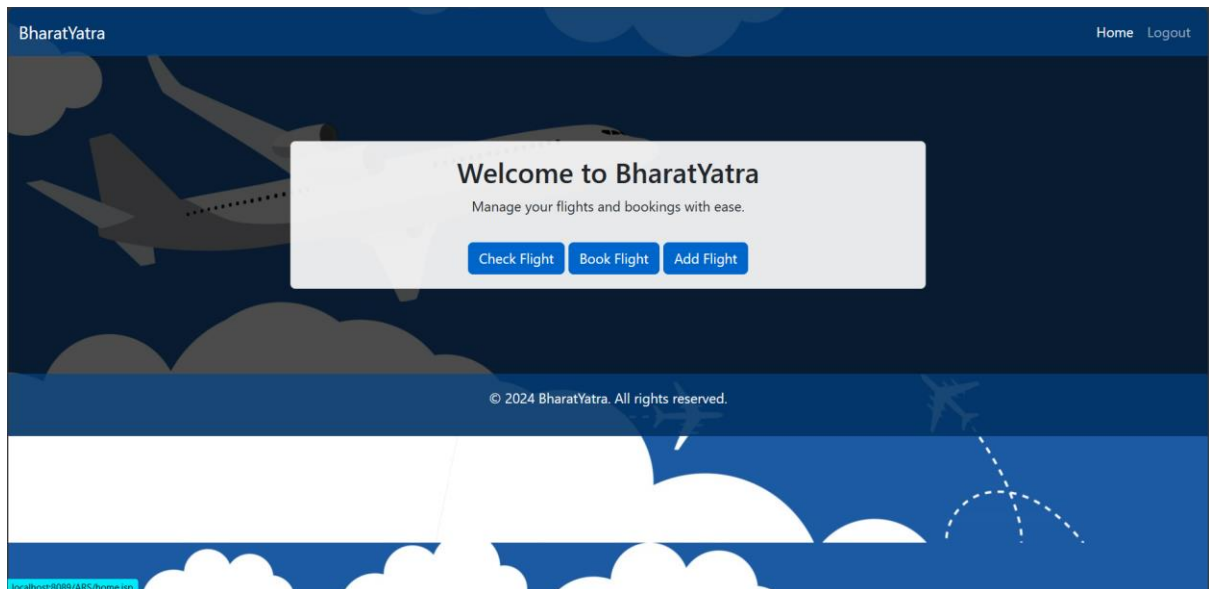 BharatYatra
Home Logout
Welcome to BharatYatra
Manage your flights and bookings with ease.
Check Flight Book Flight Add Flight
© 2024 BharatYatra. All rights reserved.
localhost:8089/ARS/home.jsp